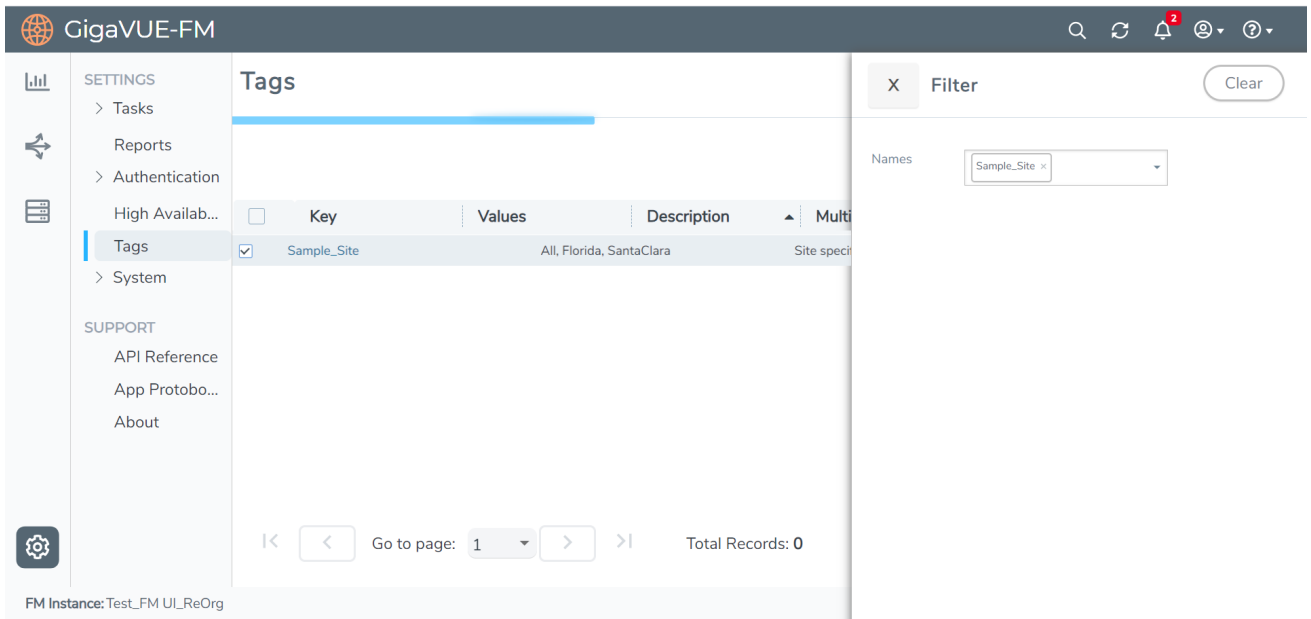 GigaVUE-FM
2
SETTINGS
Tasks
Reports
Authentication
High Availab...
Tags
System
SUPPORT
API Reference
App Protobo...
About
FM Instance: Test_FM UI_ReOrg
Tags
Key Values Description Multi
Sample_Site All, Florida, SantaClara Site specif
Go to page: 1 Total Records: 0
X Filter Clear
Names Sample_Site ×